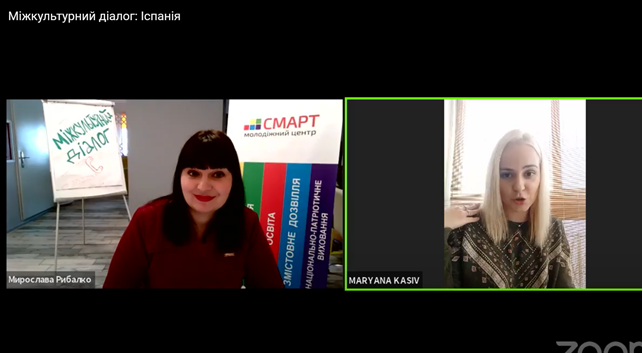 Міжкультурний діалог: Іспанія
МІЖКУЛЬТУРНИЙ
ДІАЛОГ
СМАРТ
молодіжний центр
ОСВІТА
ЗМІСТОВНЕ ДОЗВІЛЛЯ
НАЦІОНАЛЬНО-ПАТРІОТИЧНЕ
ВИХОВАННЯ
Мирослава Рибалко
MARYANA KASIV
zoom